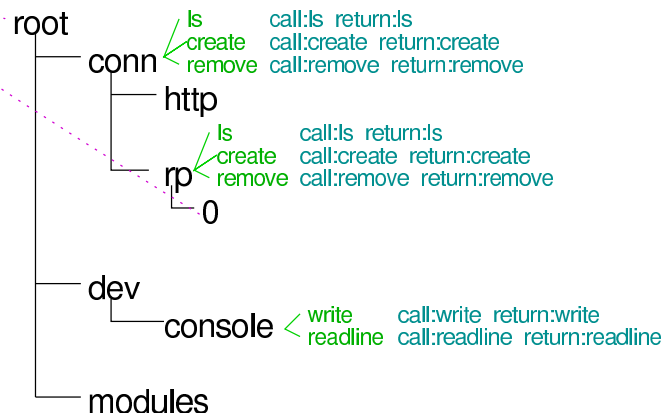 root
ls call:ls return:ls
create call:create return:create
conn
remove call:remove return:remove
http
ls call:ls return:ls
create call:create return:create
rp
remove call:remove return:remove
0
dev
write call:write return:write
console
readline call:readline return:readline
modules